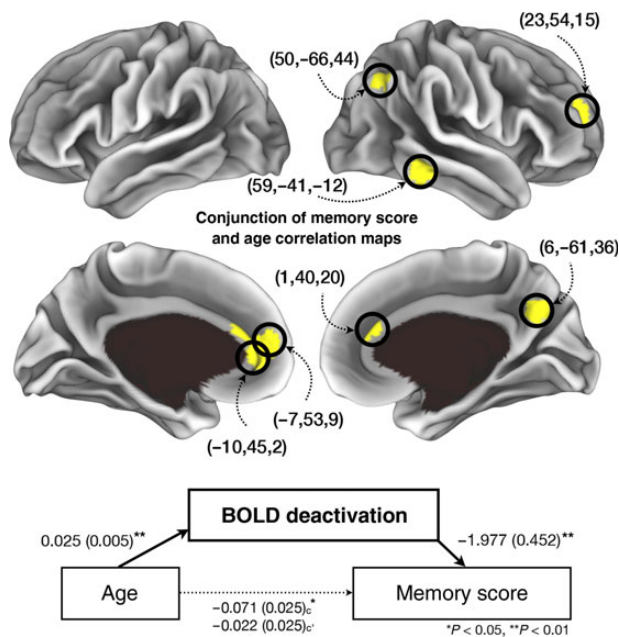 (23,54,15)
(50,−66,44)
(59,−41,−12)
Conjunction of memory score
and age correlation maps
(6,−61,36)
(1,40,20)
(−7,53,9)
(−10,45,2)
BOLD deactivation
0.025 (0.005)**
−1.977 (0.452)**
Age
Memory score
−0.071 (0.025)c*
−0.022 (0.025)c'
*P < 0.05, **P < 0.01